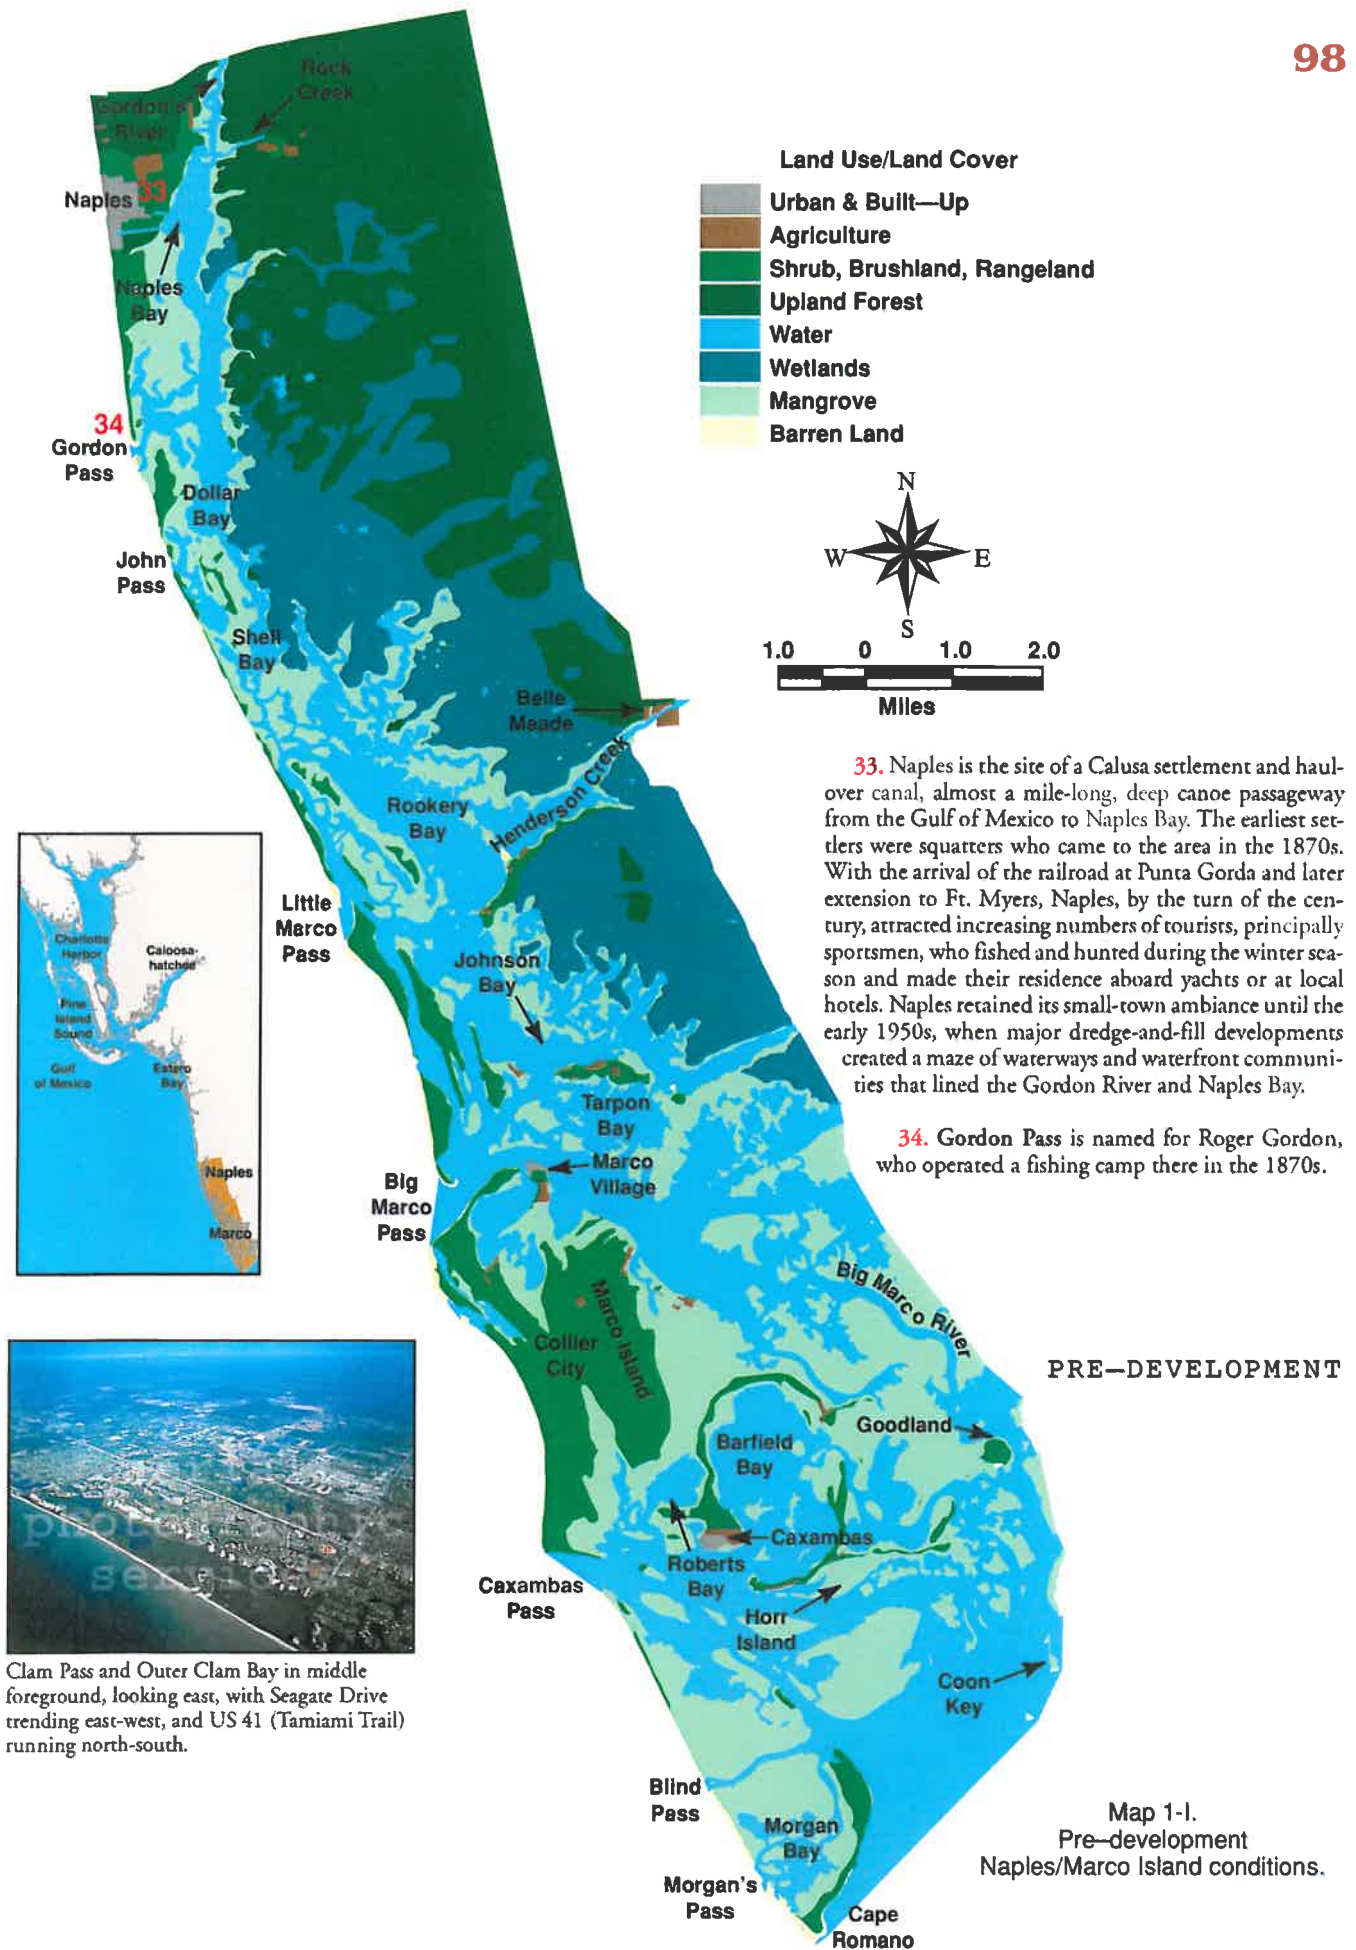 98
Rock
Creek
Gordon's
River
Naples
33
Naples
Bay
34
Gordon
Pass
Dollar
Bay
John
Pass
Shell
Bay
Belle
Meade
Henderson Creek
Rookery
Bay
Little
Marco
Pass
Johnson
Bay
Tarpon
Bay
Marco
Village
Big
Marco
Pass
Big Marco River
Marco Island
Collier
City
Goodland
Barfield
Bay
Caxambas
Roberts
Bay
Caxambas
Pass
Horr
Island
Coon
Key
Blind
Pass
Morgan
Bay
Morgan's
Pass
Cape
Romano
Land Use/Land Cover
Urban & Built—Up
Agriculture
Shrub, Brushland, Rangeland
Upland Forest
Water
Wetlands
Mangrove
Barren Land
N
W
E
S
1.0 0 1.0 2.0
Miles
33. Naples is the site of a Calusa settlement and haul-
over canal, almost a mile-long, deep canoe passageway
from the Gulf of Mexico to Naples Bay. The earliest set-
tlers were squatters who came to the area in the 1870s.
With the arrival of the railroad at Punta Gorda and later
extension to Ft. Myers, Naples, by the turn of the cen-
tury, attracted increasing numbers of tourists, principally
sportsmen, who fished and hunted during the winter sea-
son and made their residence aboard yachts or at local
hotels. Naples retained its small-town ambiance until the
early 1950s, when major dredge-and-fill developments
created a maze of waterways and waterfront communi-
ties that lined the Gordon River and Naples Bay.
34. Gordon Pass is named for Roger Gordon,
who operated a fishing camp there in the 1870s.
PRE—DEVELOPMENT
Charlotte
Harbor
Caloosa-
hatchee
Pine
Island
Sound
Gulf
of Mexico
Estero
Bay
Naples
Marco
photographic
services
Clam Pass and Outer Clam Bay in middle
foreground, looking east, with Seagate Drive
trending east-west, and US 41 (Tamiami Trail)
running north-south.
Map 1-I.
Pre—development
Naples/Marco Island conditions.